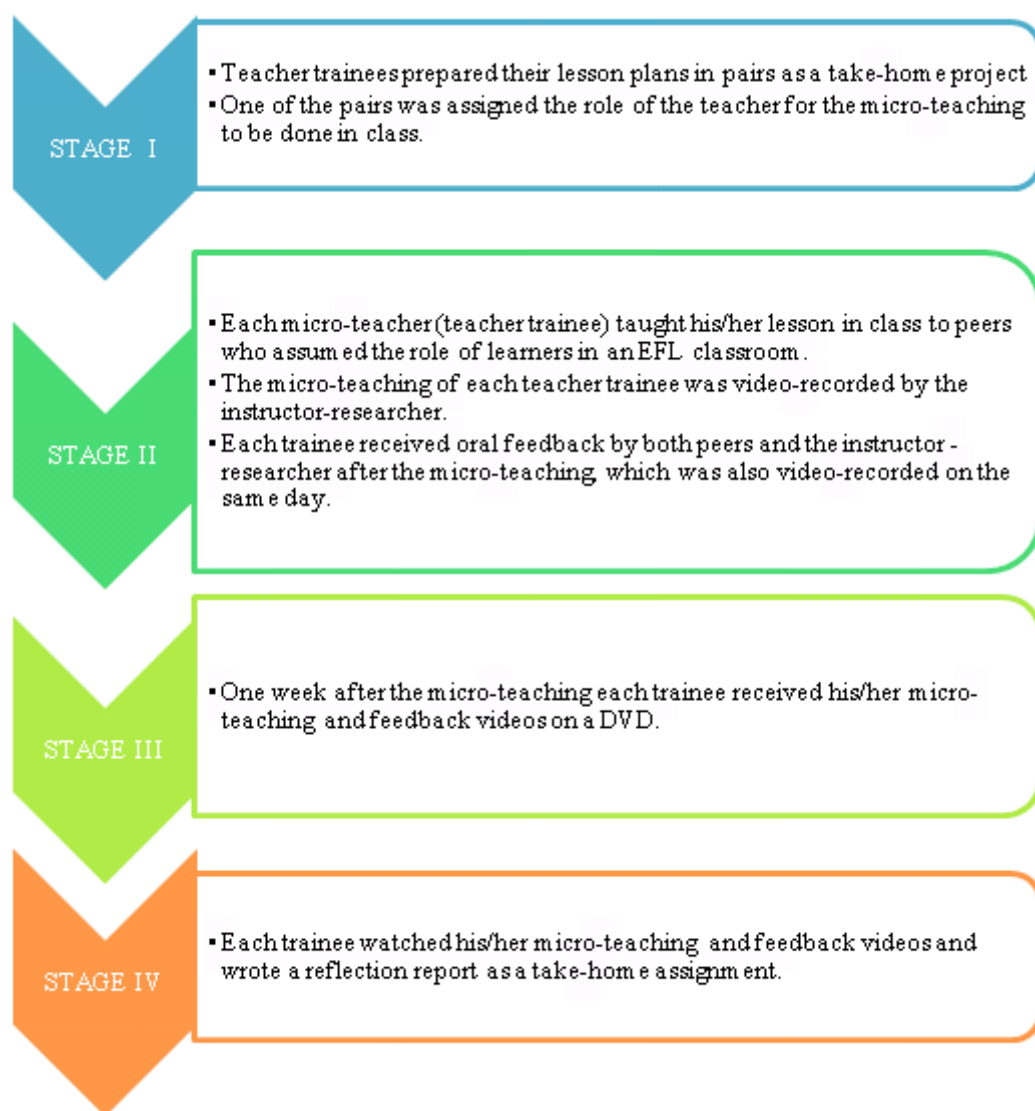 STAGE I
▪ Teacher trainees prepared their lesson plans in pairs as a take-home project
▪ One of the pairs was assigned the role of the teacher for the micro-teaching
to be done in class.
STAGE II
▪ Each micro-teacher (teacher trainee) taught his/her lesson in class to peers
who assumed the role of learners in an EFL classroom.
▪ The micro-teaching of each teacher trainee was video-recorded by the
instructor-researcher.
▪ Each trainee received oral feedback by both peers and the instructor -
researcher after the micro-teaching, which was also video-recorded on the
same day.
STAGE III
▪ One week after the micro-teaching each trainee received his/her micro-
teaching and feedback videos on a DVD.
STAGE IV
▪ Each trainee watched his/her micro-teaching and feedback videos and
wrote a reflection report as a take-home assignment.